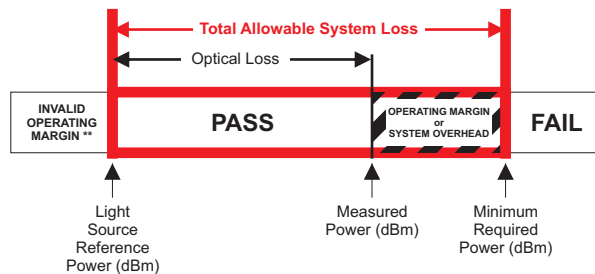 Total Allowable System Loss
Optical Loss
INVALID
OPERATING
MARGIN **
PASS
OPERATING MARGIN
or
SYSTEM OVERHEAD
FAIL
Light
Source
Reference
Power (dBm)
Measured
Power (dBm)
Minimum
Required
Power (dBm)